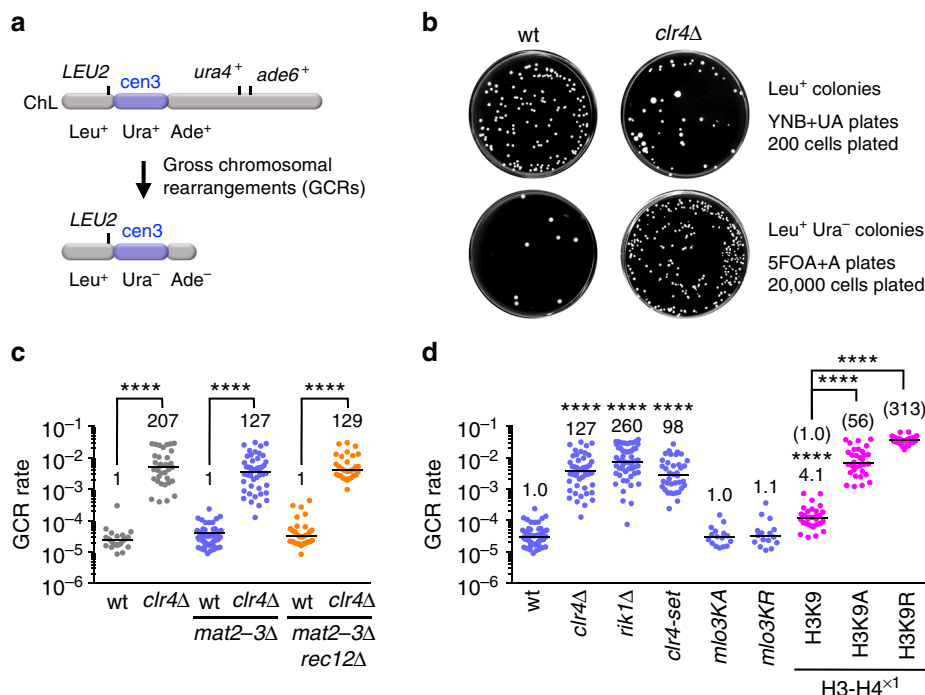 a
LEU2 cen3 ura4+ ade6+
ChL
Leu+ Ura+ Ade+
Gross chromosomal
rearrangements (GCRs)
LEU2 cen3
Leu+ Ura− Ade−
b
wt clr4Δ
Leu+ colonies
YNB+UA plates
200 cells plated
Leu+ Ura− colonies
5FOA+A plates
20,000 cells plated
c
**** **** ****
207 127 129
1 1 1
GCR rate
10−1
10−2
10−3
10−4
10−5
10−6
wt clr4Δ wt clr4Δ wt clr4Δ
mat2–3Δ mat2–3Δ
rec12Δ
d
****
****
**** **** **** (1.0) (56) (313)
127 260 98 ****
1.0 1.0 1.1 4.1
GCR rate
10−1
10−2
10−3
10−4
10−5
10−6
wt
clr4Δ
rik1Δ
clr4-set
mlo3KA
mlo3KR
H3K9
H3K9A
H3K9R
H3-H4×1